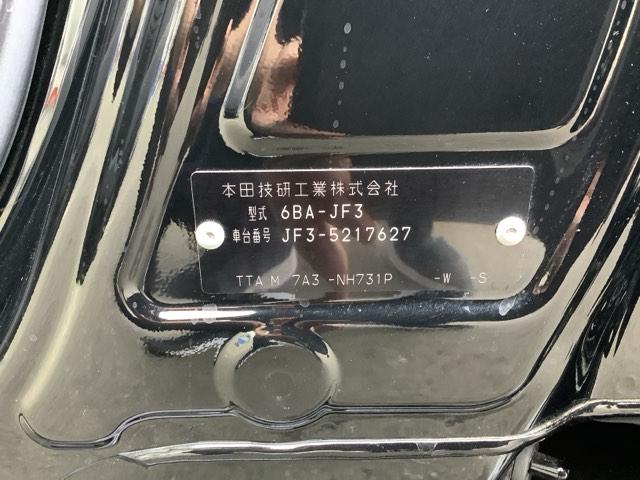 本田技研工業株式会社
型式 6BA-JF3
車台番号 JF3-5217627
TTA M 7A3 -NH731P -W -S